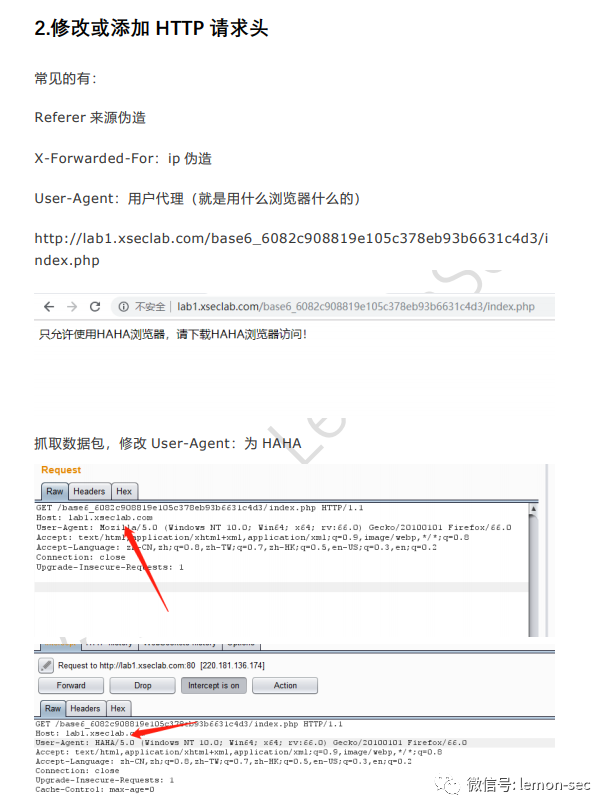 2.修改或添加 HTTP 请求头
常见的有：
Referer 来源伪造
X-Forwarded-For：ip 伪造
User-Agent：用户代理（就是用什么浏览器什么的）
http://lab1.xseclab.com/base6_6082c908819e105c378eb93b6631c4d3/i
ndex.php
不安全 | lab1.xseclab.com/base6_6082c908819e105c378eb93b6631c4d3/index.php
只允许使用HAHA浏览器，请下载HAHA浏览器访问！
抓取数据包，修改 User-Agent：为 HAHA
Request
Raw Headers Hex
GET /base6_6082c908819e105c378eb93b6631c4d3/index.php HTTP/1.1
Host: lab1.xseclab.com
User-Agent: Mozilla/5.0 (Windows NT 10.0; Win64; x64; rv:66.0) Gecko/20100101 Firefox/66.0
Accept: text/html,application/xhtml+xml,application/xml;q=0.9,image/webp,*/*;q=0.8
Accept-Language: zh-CN,zh;q=0.8,zh-TW;q=0.7,zh-HK;q=0.5,en-US;q=0.3,en;q=0.2
Connection: close
Upgrade-Insecure-Requests: 1
Request to http://lab1.xseclab.com:80 [220.181.136.174]
Forward Drop Intercept is on Action
Raw Headers Hex
GET /base6_6082c908819e105c378eb93b6631c4d3/index.php HTTP/1.1
Host: lab1.xseclab.c
User-Agent: HAHA/5.0 (Windows NT 10.0; Win64; x64; rv:66.0) Gecko/20100101 Firefox/66.0
Accept: text/html,application/xhtml+xml,application/xml;q=0.9,image/webp,*/*;q=0.8
Accept-Language: zh-CN,zh;q=0.8,zh-TW;q=0.7,zh-HK;q=0.5,en-US;q=0.3,en;q=0.2
Connection: close
Upgrade-Insecure-Requests: 1
Cache-Control: max-age=0
微信号: lemon-sec